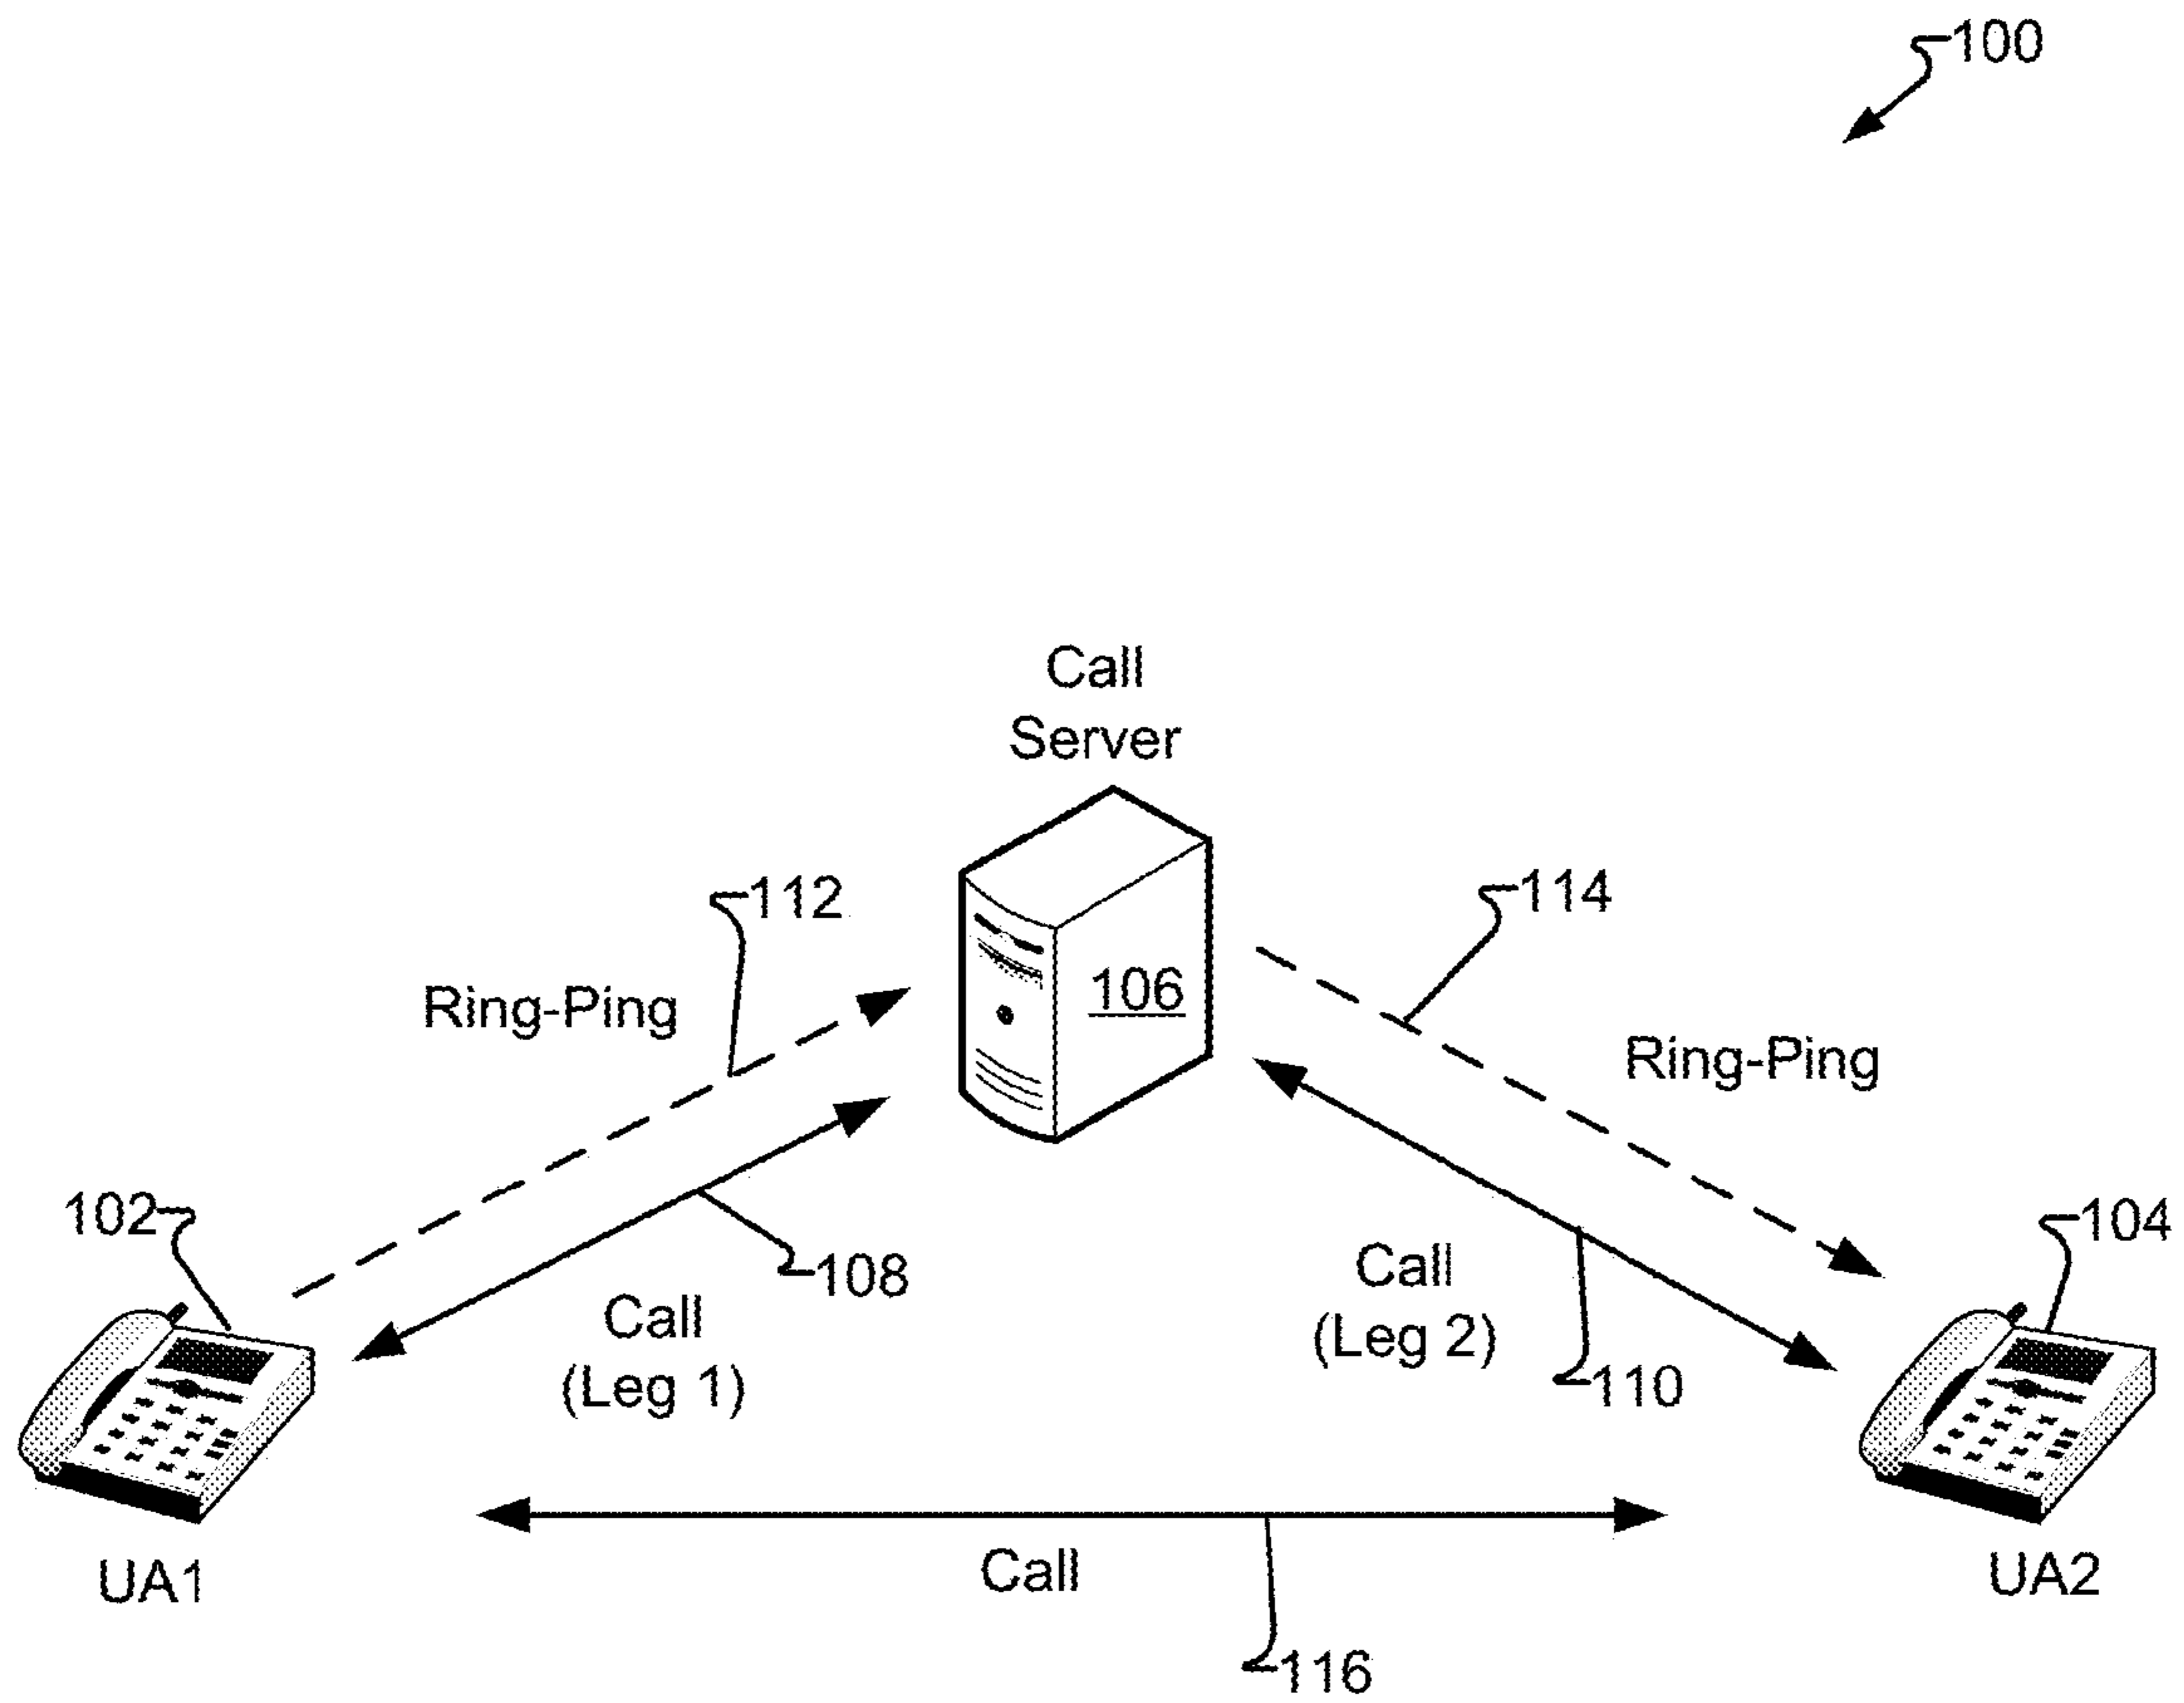 100
Call
Server
112
114
Ring-Ping
106
Ring-Ping
102
108
104
Call
(Leg 1)
Call
(Leg 2)
110
UA1
Call
UA2
116